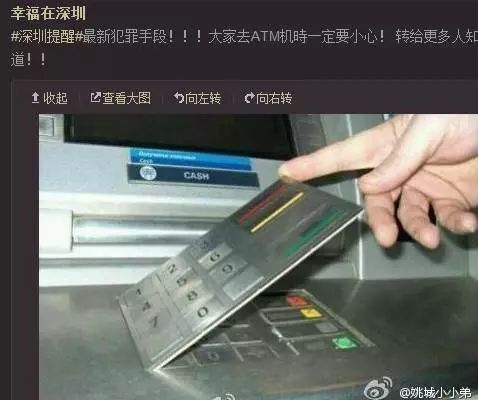 幸福在深圳
#深圳提醒#最新犯罪手段！！！大家去ATM机時一定要小心！转给更多人知
道！！
收起 查看大图 向左转 向右转
CASH
@姚城小小弟